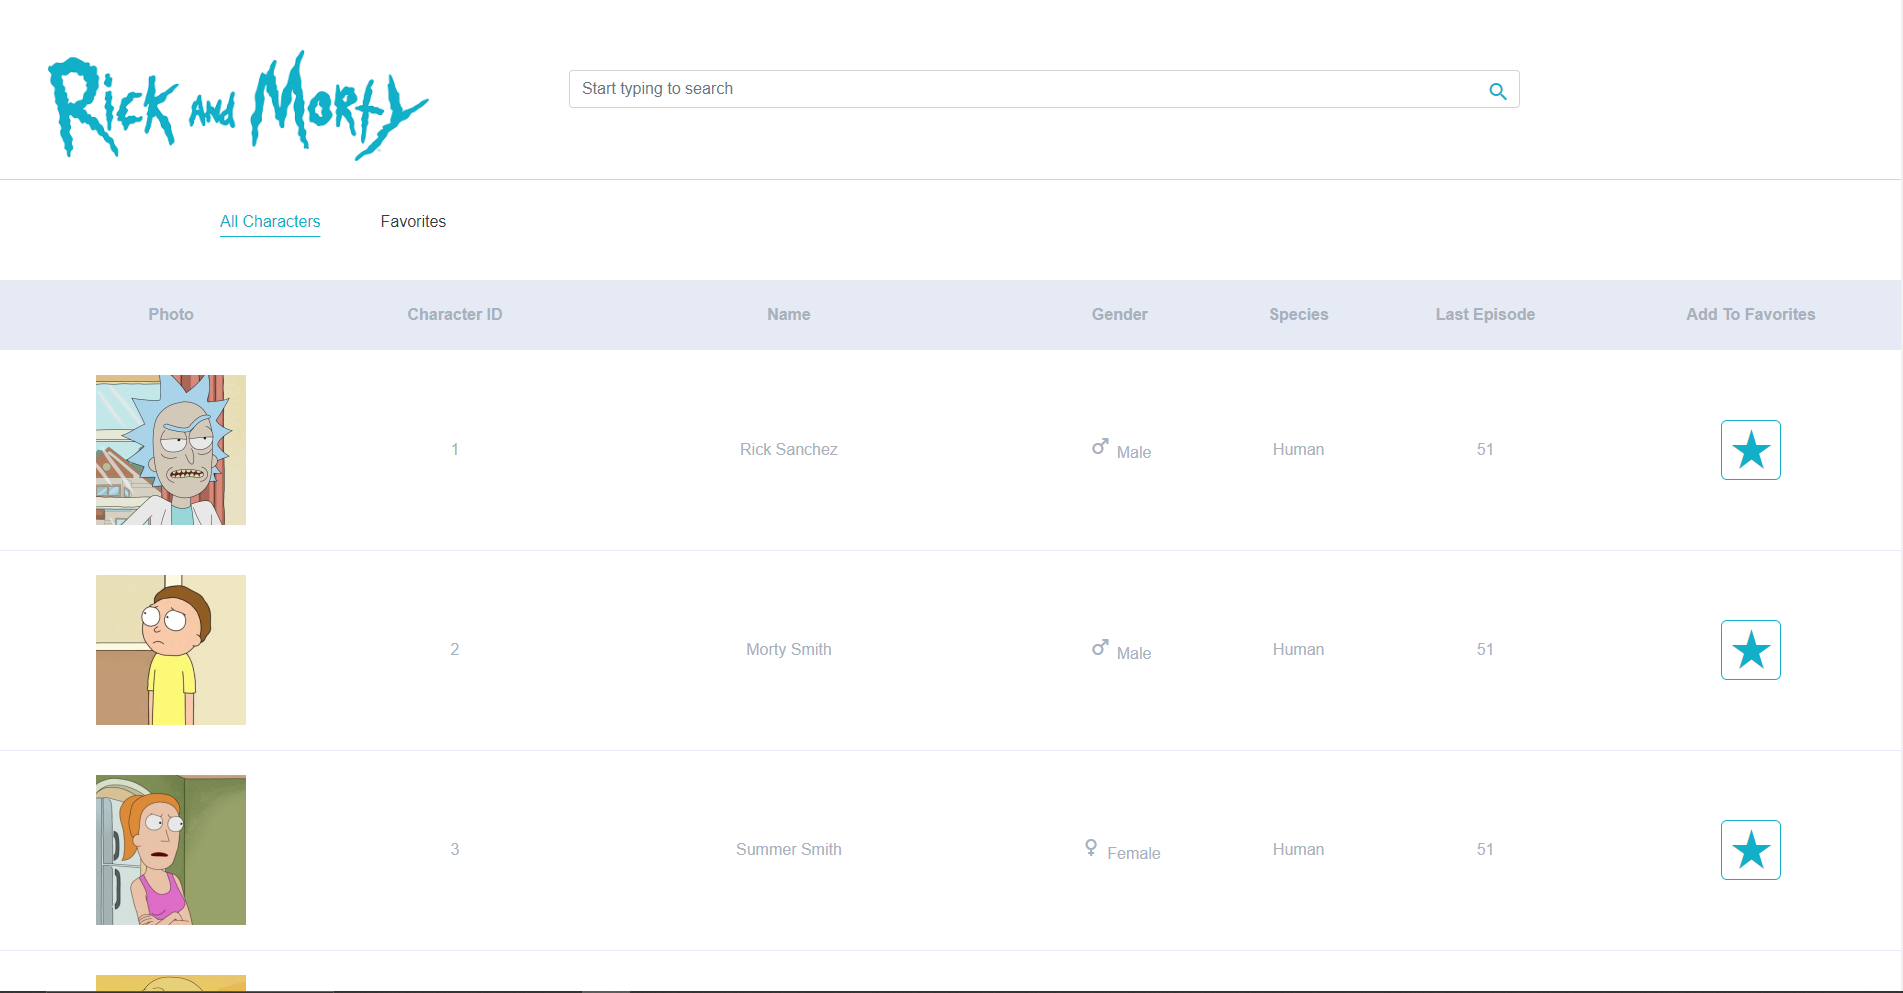 Rick and Morty
Start typing to search
All Characters Favorites
Photo Character ID Name Gender Species Last Episode Add To Favorites
1 Rick Sanchez Male Human 51
2 Morty Smith Male Human 51
3 Summer Smith Female Human 51